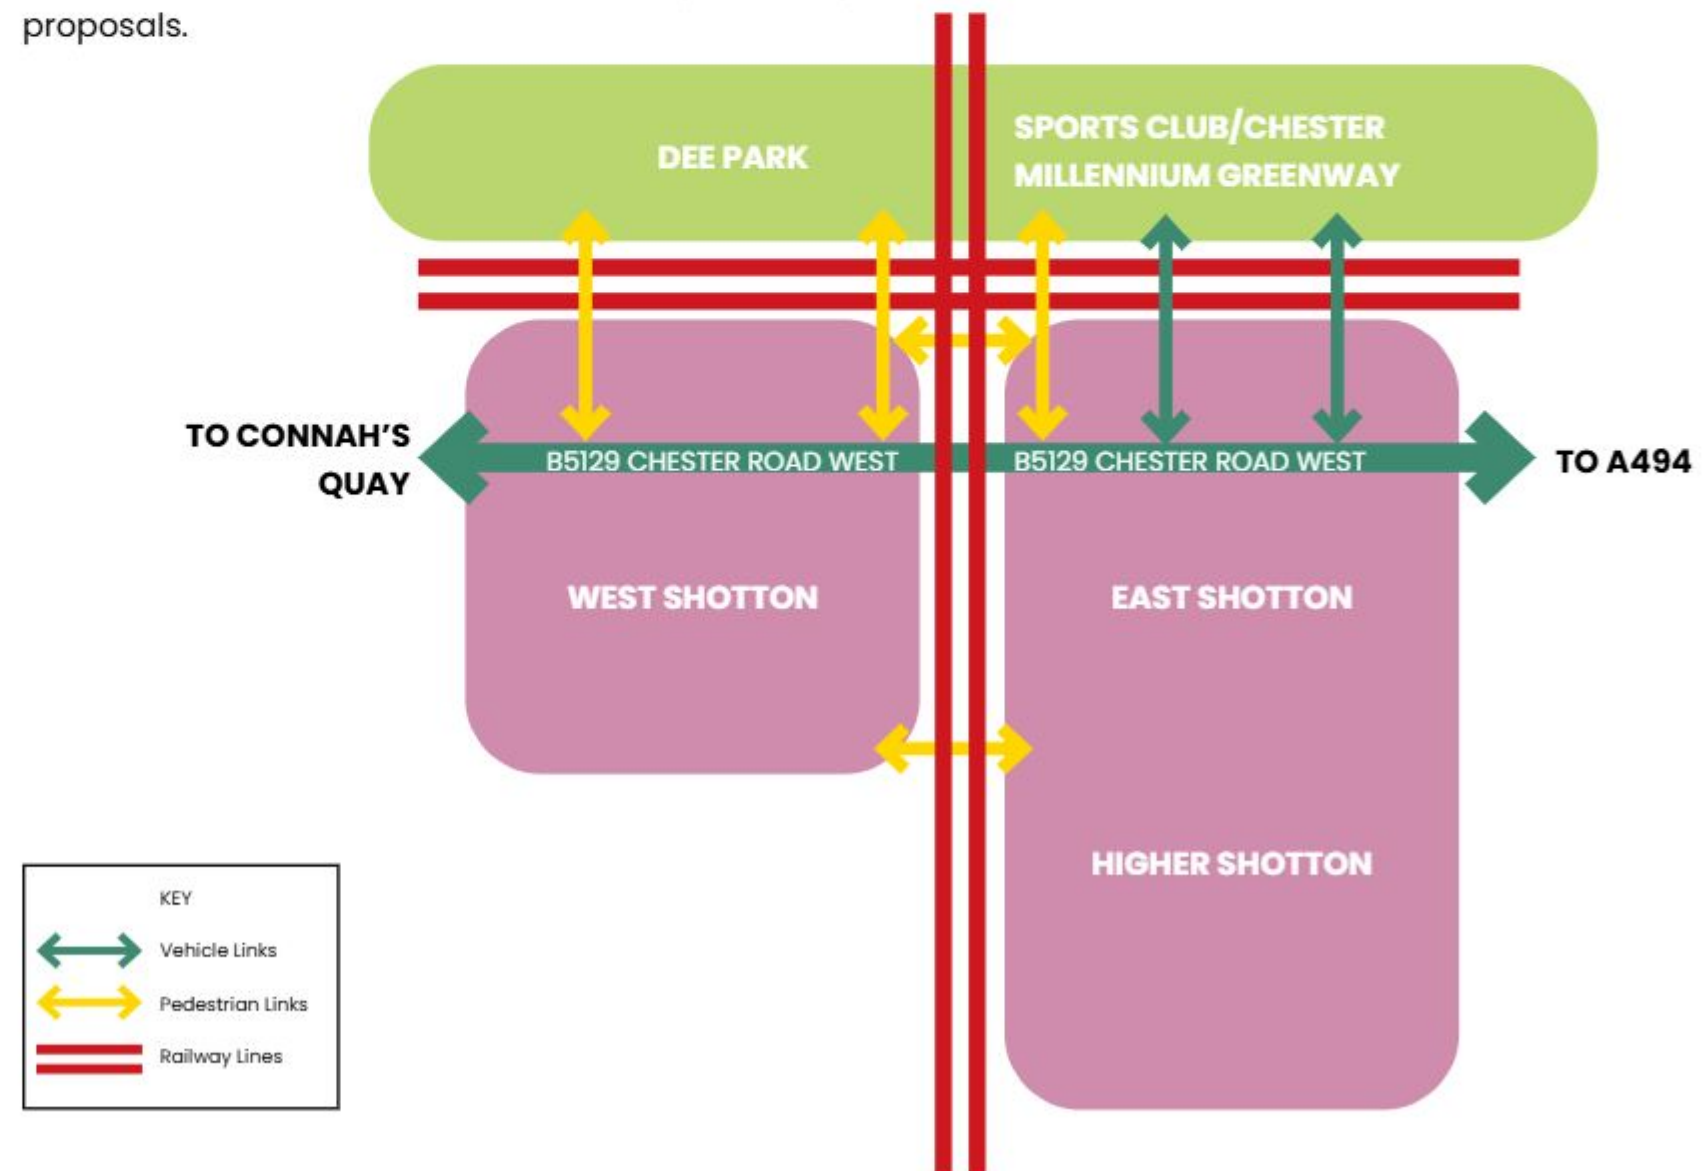 proposals.
DEE PARK
SPORTS CLUB/CHESTER
MILLENNIUM GREENWAY
TO CONNAH'S
QUAY
B5129 CHESTER ROAD WEST
B5129 CHESTER ROAD WEST
TO A494
WEST SHOTTON
EAST SHOTTON
HIGHER SHOTTON
KEY
Vehicle Links
Pedestrian Links
Railway Lines